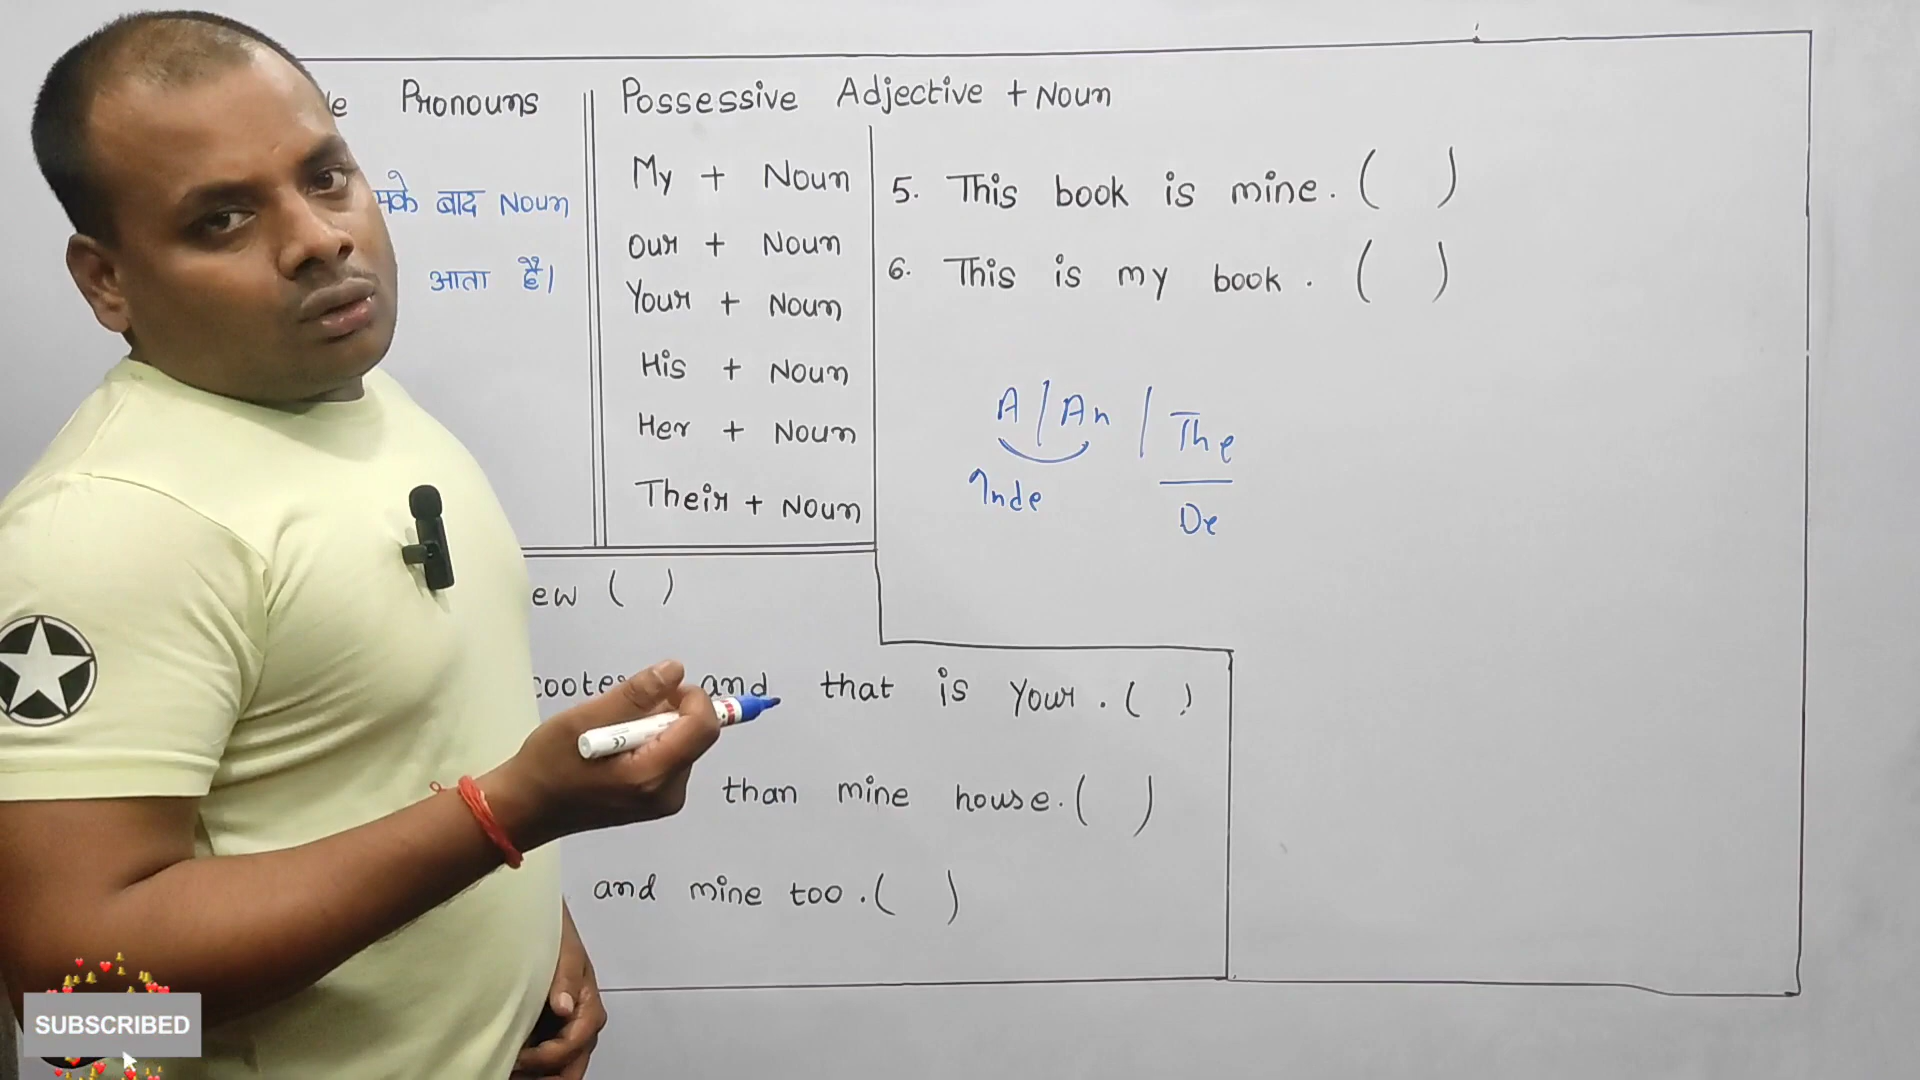 Pronouns
Possessive Adjective + Noun
बाद Noun
आता है।
My + Noun
Our + Noun
Your + Noun
His + Noun
Her + Noun
Their + Noun
5. This book is mine. ( )
6. This is my book. ( )
A / An / The
Inde
De
ew ( )
and that is your. ( )
than mine house. ( )
and mine too. ( )
SUBSCRIBED